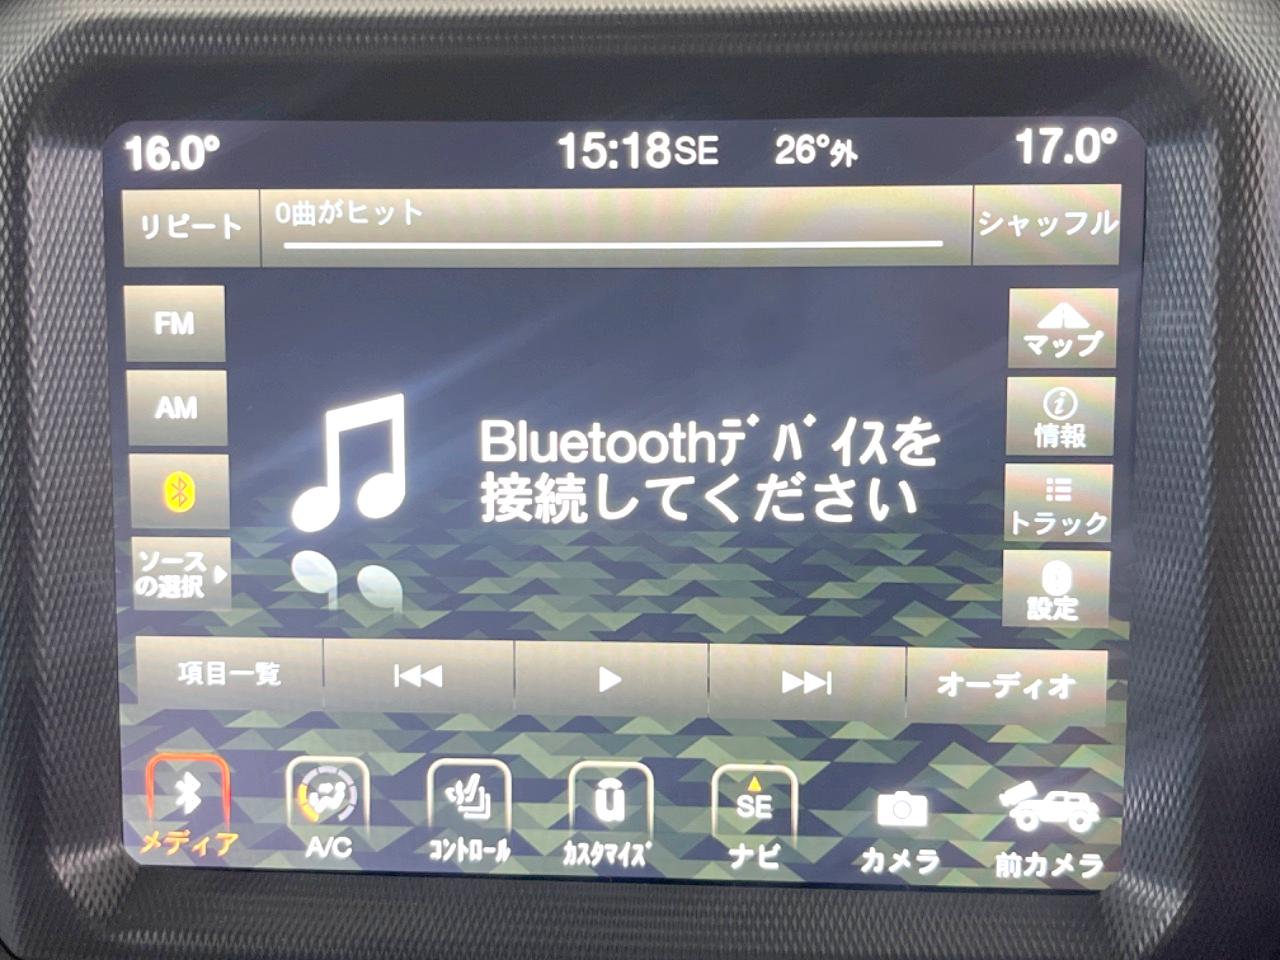 16.0° 15:18SE 26°外 17.0°
リピート 0曲がヒット シャッフル
FM
AM
マップ
情報
Bluetoothﾃﾞﾊﾞｲｽを
接続してください
トラック
ソース
の選択
設定
項目一覧 オーディオ
SE
メディア A/C ｺﾝﾄﾛｰﾙ ｶｽﾀﾏｲｽﾞ ナビ カメラ 前カメラ